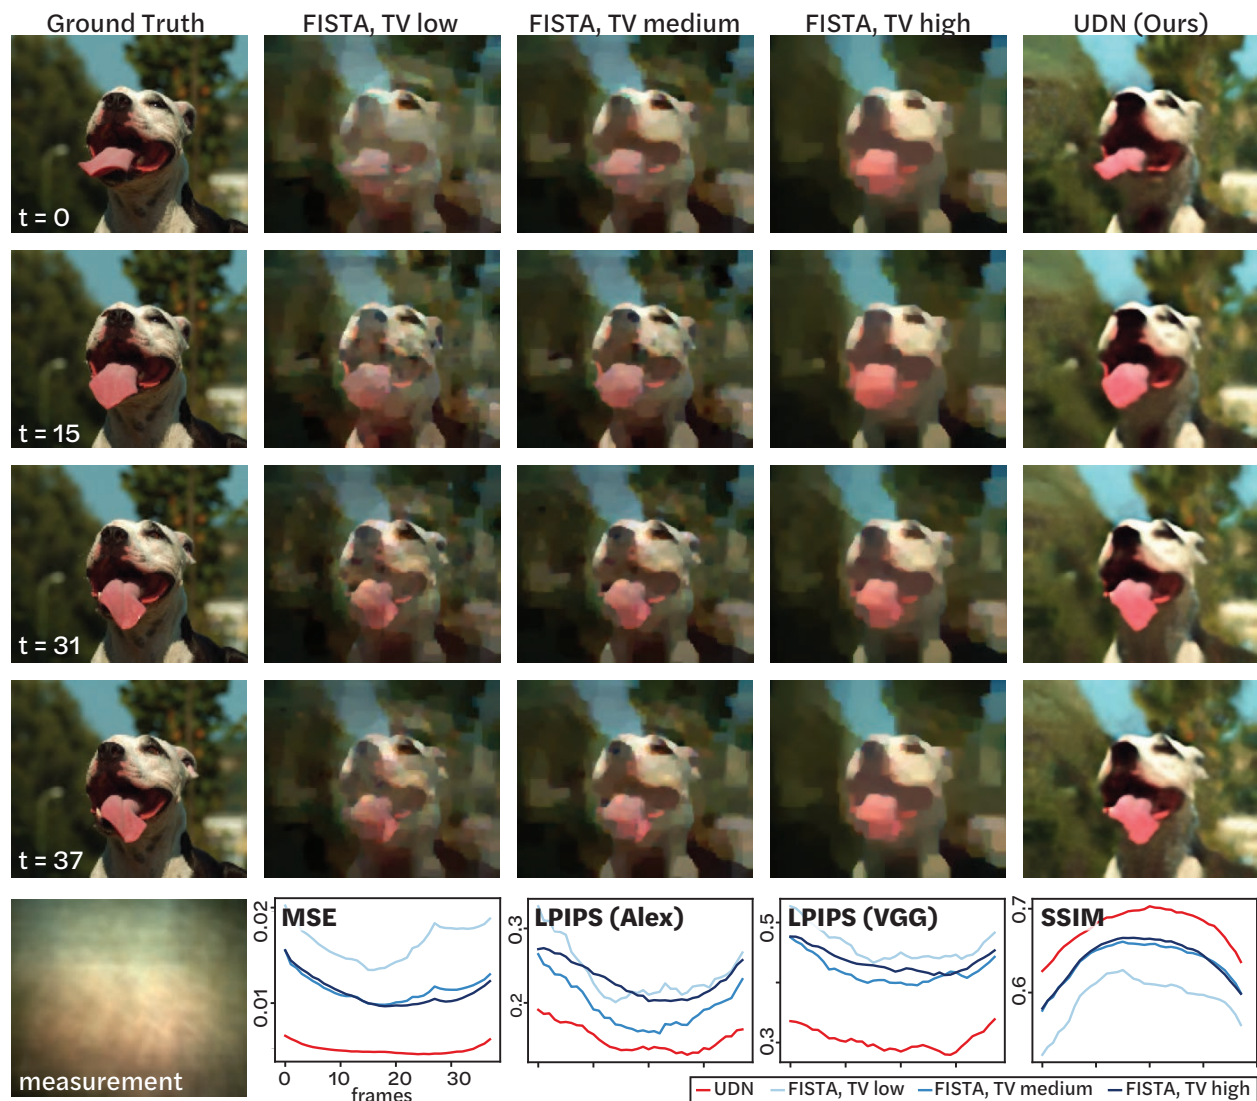 Ground Truth
FISTA, TV low
FISTA, TV medium
FISTA, TV high
UDN (Ours)
t = 0
t = 15
t = 31
t = 37
measurement
MSE
0.02
0.01
0 10 20 30
frames
LPIPS (Alex)
0.3
0.2
LPIPS (VGG)
0.5
0.3
SSIM
0.7
0.6
UDN FISTA, TV low FISTA, TV medium FISTA, TV high